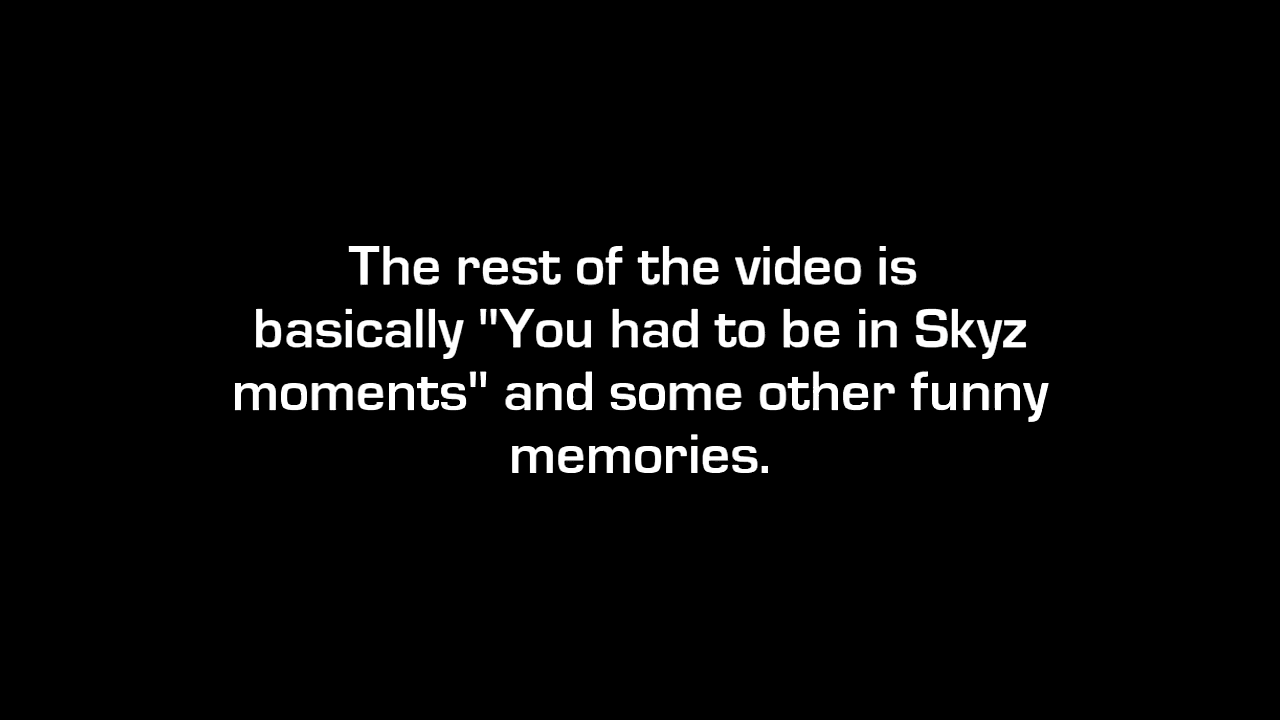 The rest of the video is
basically "You had to be in Skyz
moments" and some other funny
memories.